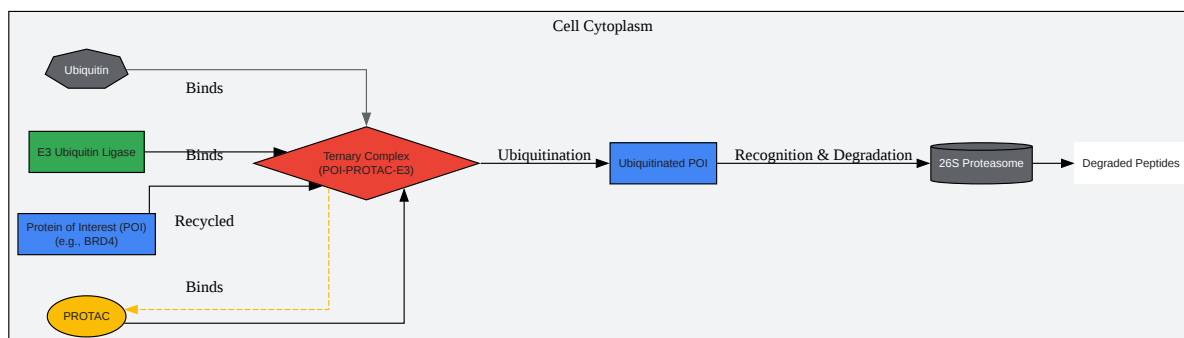 Cell Cytoplasm
Ubiquitin
Binds
E3 Ubiquitin Ligase
Binds
Ternary Complex
(POI-PROTAC-E3)
Ubiquitination
Ubiquitinated POI
Recognition & Degradation
26S Proteasome
Degraded Peptides
Protein of Interest (POI)
(e.g., BRD4)
Recycled
Binds
PROTAC